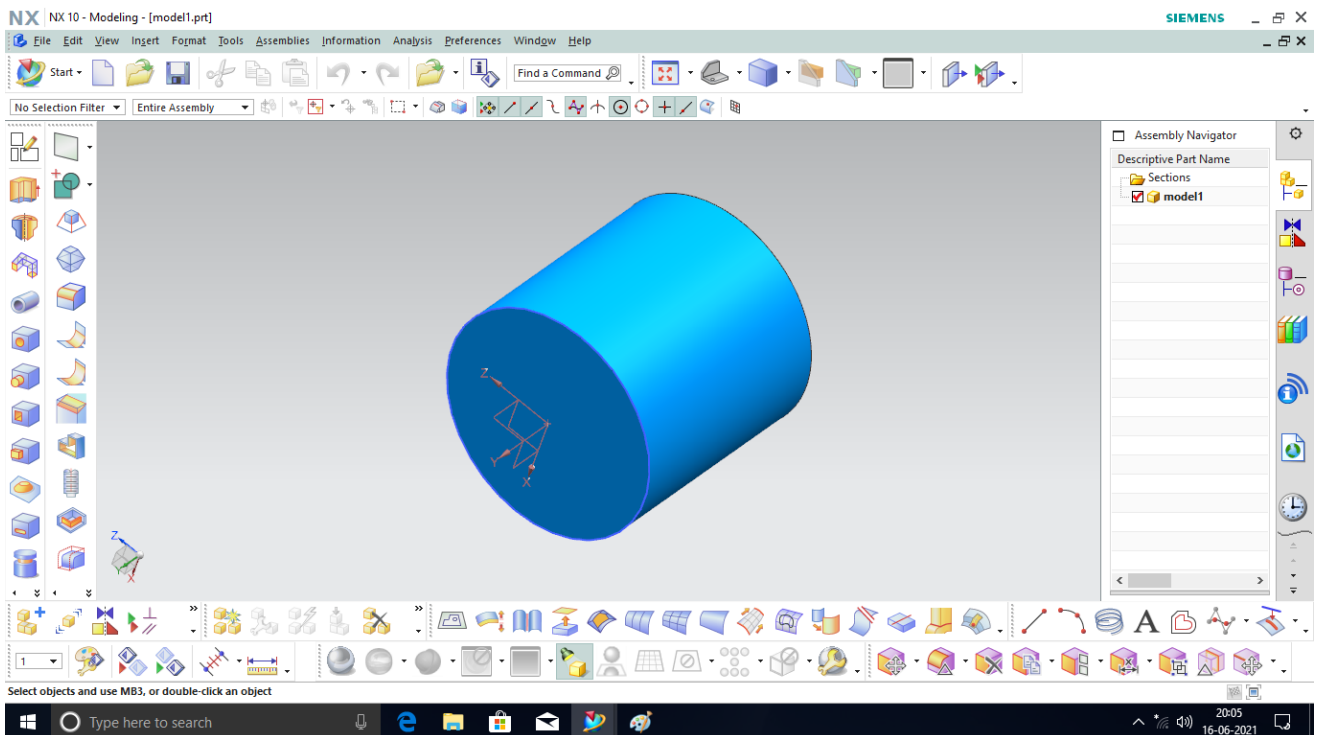 NX NX 10 - Modeling - [model1.prt] SIEMENS
File Edit View Insert Format Tools Assemblies Information Analysis Preferences Window Help
Start Find a Command
No Selection Filter Entire Assembly
Assembly Navigator
Descriptive Part Name
Sections
model1
Z
Y
X
Z
Y
X
A
1
Select objects and use MB3, or double-click an object
Type here to search
20:05
16-06-2021